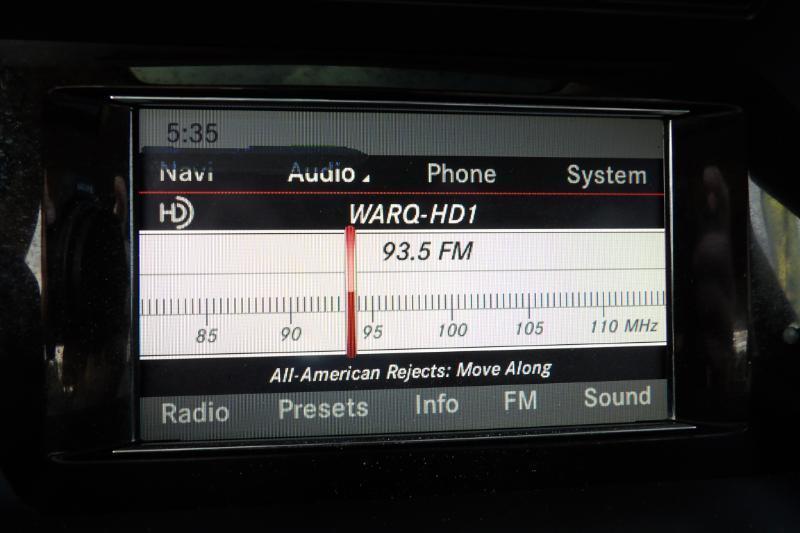 5:35
Navi Audio Phone System
HD WARQ-HD1
93.5 FM
85 90 95 100 105 110 MHz
All-American Rejects: Move Along
Radio Presets Info FM Sound